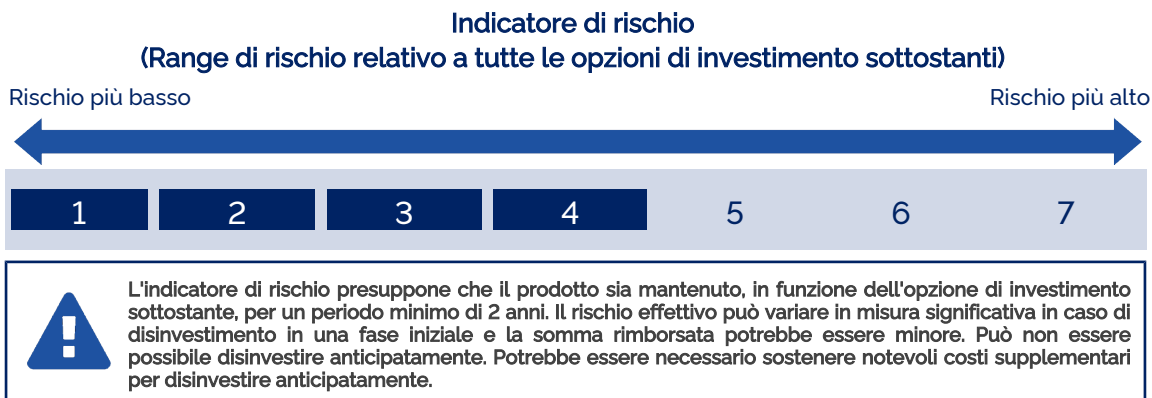 Indicatore di rischio
(Range di rischio relativo a tutte le opzioni di investimento sottostanti)
Rischio più basso Rischio più alto
1 2 3 4 5 6 7
L'indicatore di rischio presuppone che il prodotto sia mantenuto, in funzione dell'opzione di investimento
sottostante, per un periodo minimo di 2 anni. Il rischio effettivo può variare in misura significativa in caso di
disinvestimento in una fase iniziale e la somma rimborsata potrebbe essere minore. Può non essere
possibile disinvestire anticipatamente. Potrebbe essere necessario sostenere notevoli costi supplementari
per disinvestire anticipatamente.